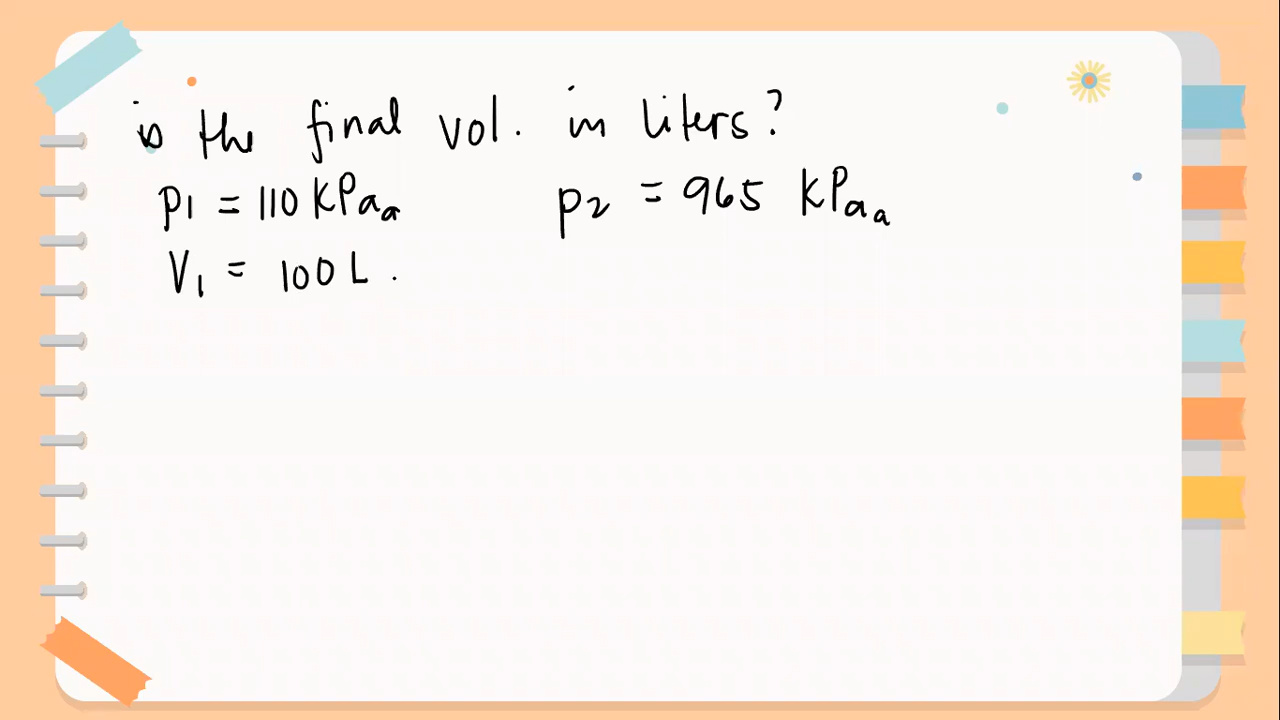 is the final vol. in liters?
p1 = 110 kPaa p2 = 965 kPaa
V1 = 100 L.